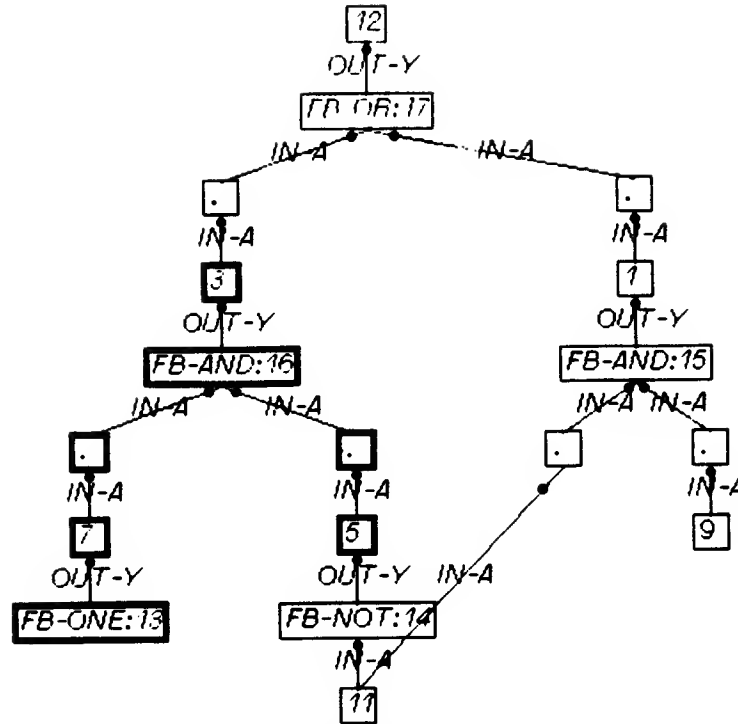 12
OUT-Y
FB-OR:17
IN-A IN-A
. .
IN-A IN-A
3 1
OUT-Y OUT-Y
FB-AND:16 FB-AND:15
IN-A IN-A IN-A IN-A
. . . .
IN-A IN-A IN-A
7 5 9
OUT-Y OUT-Y IN-A
FB-ONE:13 FB-NOT:14
IN-A
11